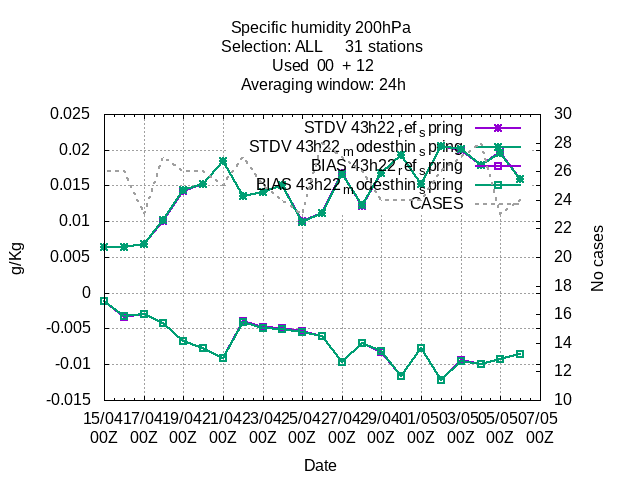 Specific humidity 200hPa
Selection: ALL 31 stations
Used 00 + 12
Averaging window: 24h
STDV 43h22refspring
STDV 43h22modesthinspring
BIAS 43h22refspring
BIAS 43h22modesthinspring
CASES
0.025
0.02
0.015
0.01
0.005
0
-0.005
-0.01
-0.015
g/Kg
30
28
26
24
22
20
18
16
14
12
10
No cases
15/04 17/04 19/04 21/04 23/04 25/04 27/04 29/04 01/05 03/05 05/05 07/05
00Z 00Z 00Z 00Z 00Z 00Z 00Z 00Z 00Z 00Z 00Z 00Z
Date